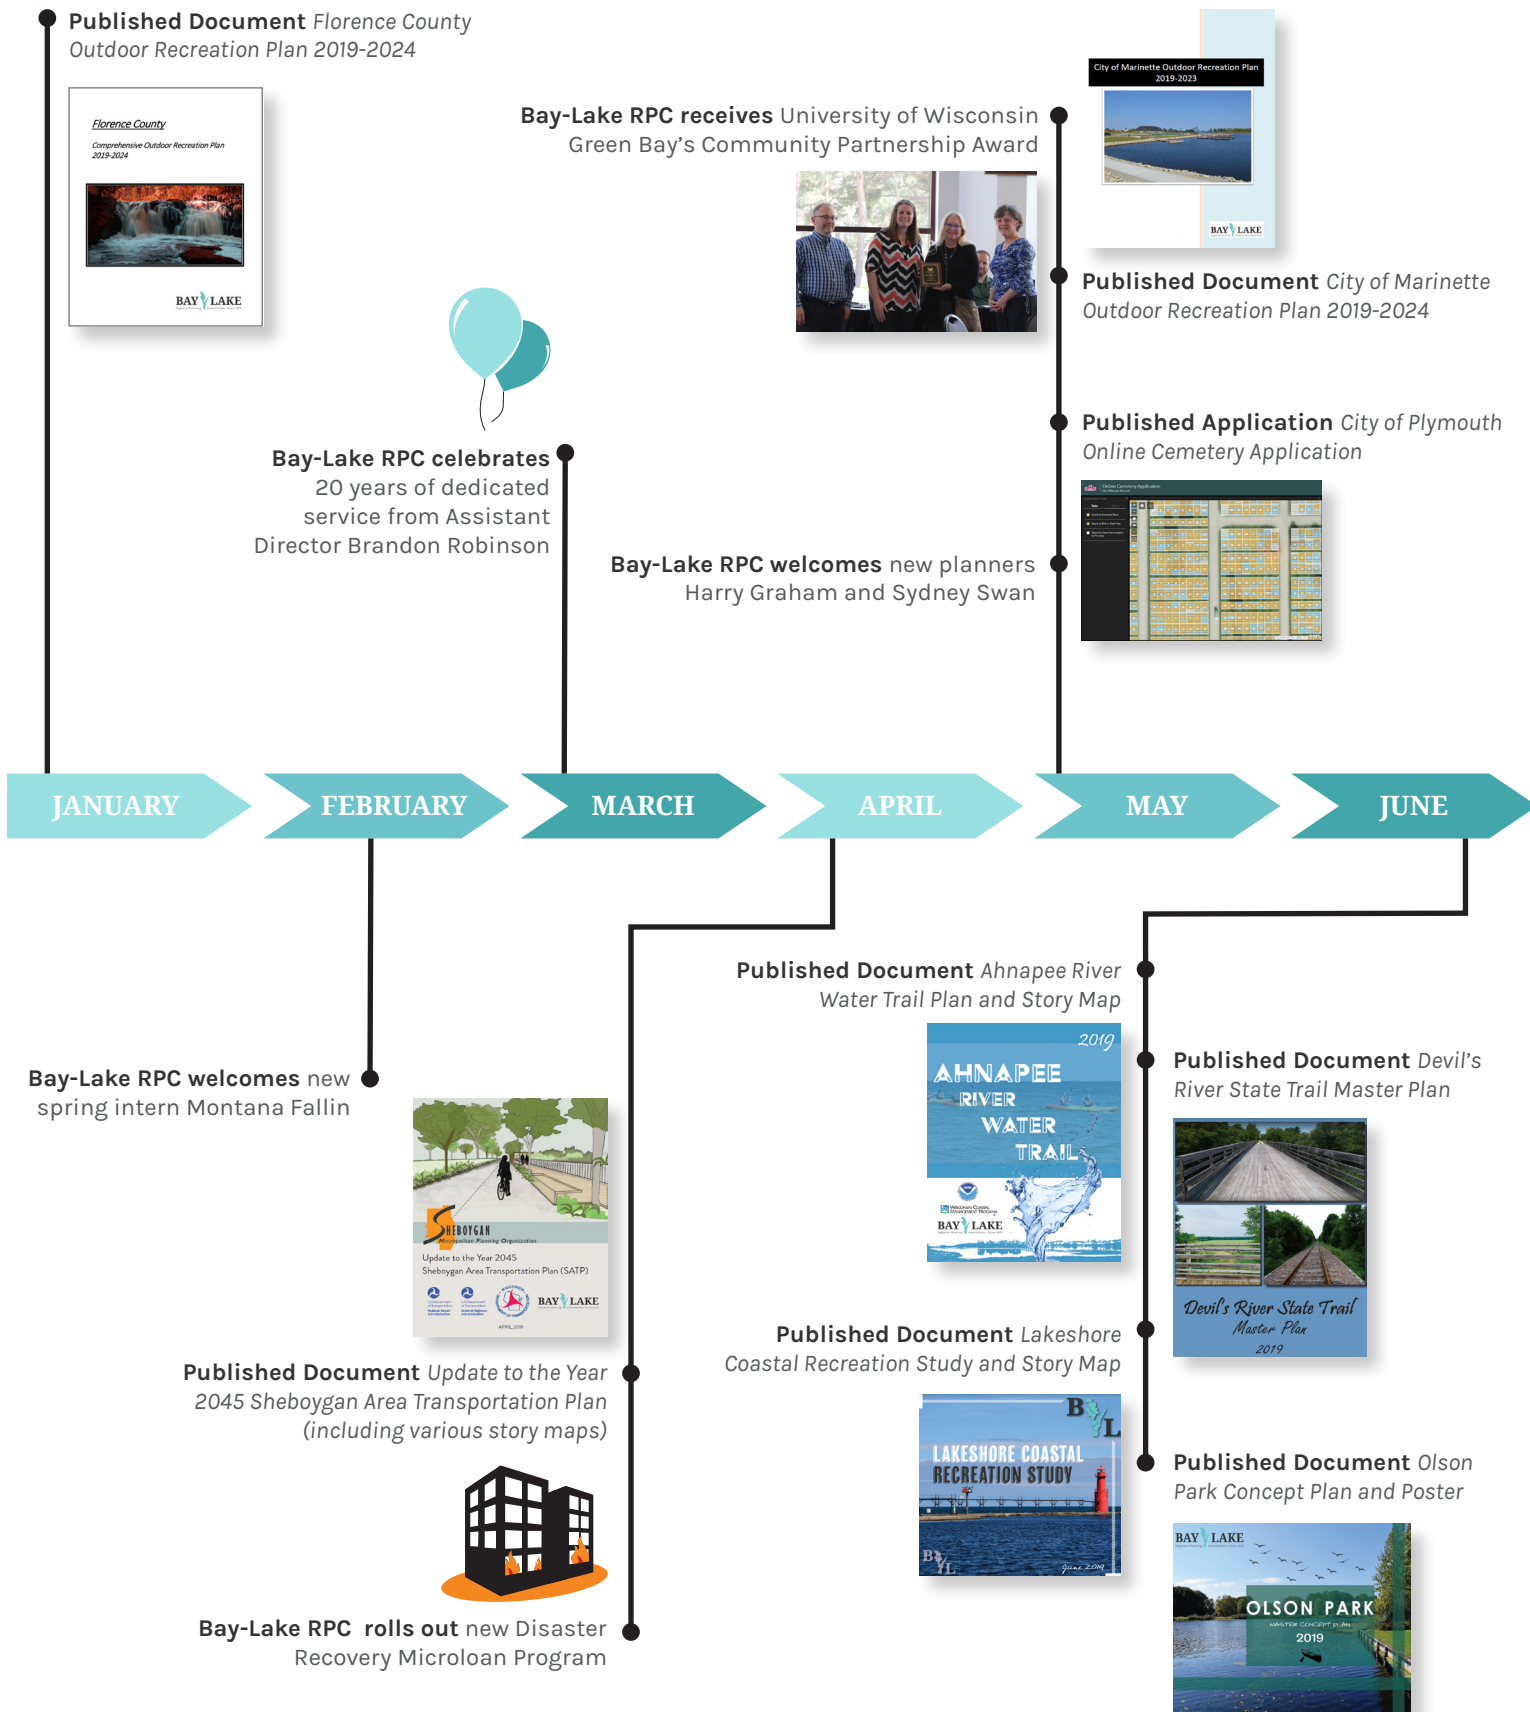 Published Document Florence County
Outdoor Recreation Plan 2019-2024
Florence County
Comprehensive Outdoor Recreation Plan
2019-2024
BAY LAKE
Bay-Lake RPC receives University of Wisconsin
Green Bay’s Community Partnership Award
City of Marinette Outdoor Recreation Plan
2019-2023
BAY LAKE
Published Document City of Marinette
Outdoor Recreation Plan 2019-2024
Published Application City of Plymouth
Online Cemetery Application
Online Cemetery Application
Bay-Lake RPC celebrates
20 years of dedicated
service from Assistant
Director Brandon Robinson
Bay-Lake RPC welcomes new planners
Harry Graham and Sydney Swan
JANUARY
FEBRUARY
MARCH
APRIL
MAY
JUNE
Bay-Lake RPC welcomes new
spring intern Montana Fallin
SHEBOYGAN
Metropolitan Planning Organization
Update to the Year 2045
Sheboygan Area Transportation Plan (SATP)
BAY LAKE
APRIL, 2019
Published Document Update to the Year
2045 Sheboygan Area Transportation Plan
(including various story maps)
Bay-Lake RPC  rolls out new Disaster
Recovery Microloan Program
Published Document Ahnapee River
Water Trail Plan and Story Map
2019
AHNAPEE
RIVER
WATER
TRAIL
WISCONSIN COASTAL
MANAGEMENT PROGRAM
BAY LAKE
Published Document Devil’s
River State Trail Master Plan
Devil's River State Trail
Master Plan
2019
Published Document Lakeshore
Coastal Recreation Study and Story Map
B L
LAKESHORE COASTAL
RECREATION STUDY
B L
June 2019
Published Document Olson
Park Concept Plan and Poster
BAY LAKE
OLSON PARK
MASTER CONCEPT PLAN
2019